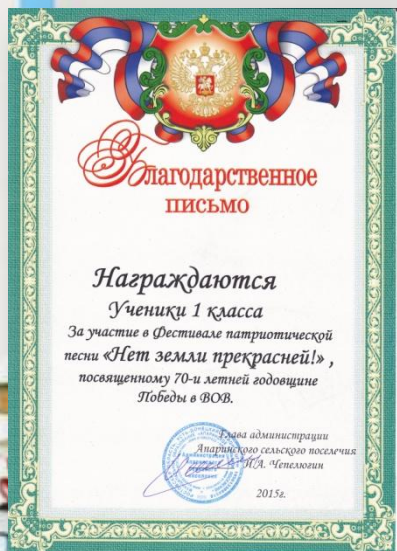 Благодарственное
письмо
Награждаются
Ученики 1 класса
За участие в Фестивале патриотической
песни «Нет земли прекрасней!» ,
посвященному 70-и летней годовщине
Победы в ВОВ.
Глава администрации
Апаринского сельского поселения
И.А. Чепелюгин
2015г.